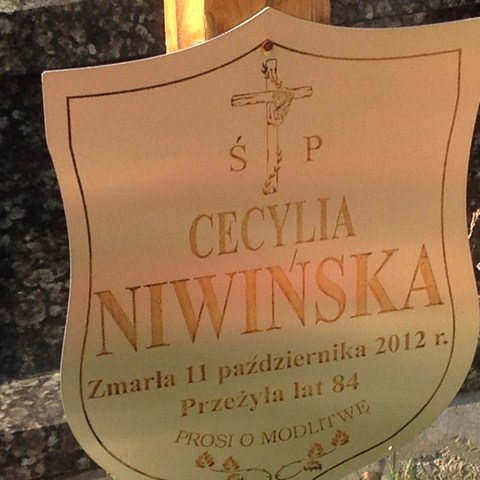 Ś P
CECYLIA
NIWIŃSKA
Zmarła 11 października 2012 r.
Przeżyła lat 84
PROSI O MODLITWĘ